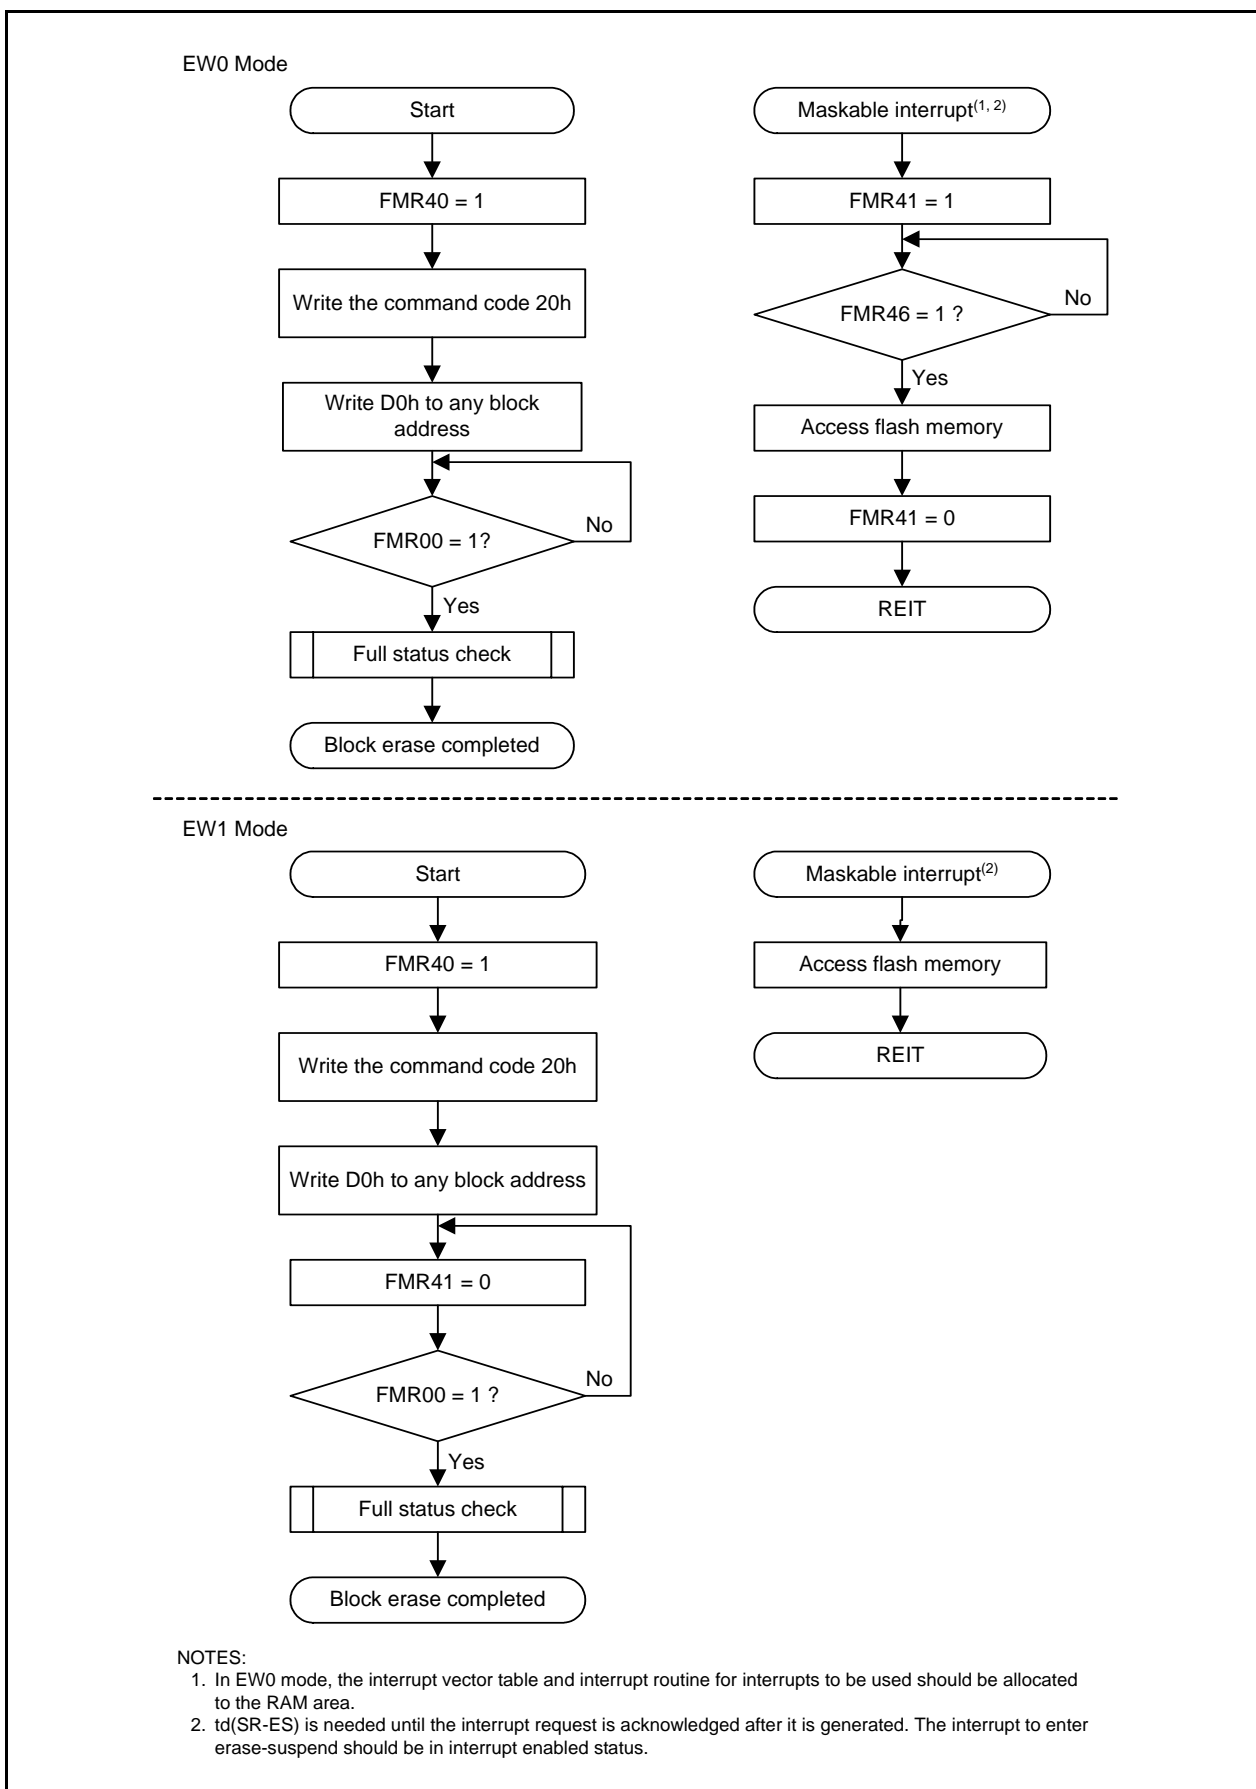 EW0 Mode
Start
FMR40 = 1
Write the command code 20h
Write D0h to any block
address
FMR00 = 1?
No
Yes
Full status check
Block erase completed
Maskable interrupt(1, 2)
FMR41 = 1
FMR46 = 1 ?
No
Yes
Access flash memory
FMR41 = 0
REIT
EW1 Mode
Start
FMR40 = 1
Write the command code 20h
Write D0h to any block address
FMR41 = 0
FMR00 = 1 ?
No
Yes
Full status check
Block erase completed
Maskable interrupt(2)
Access flash memory
REIT
NOTES:
1. In EW0 mode, the interrupt vector table and interrupt routine for interrupts to be used should be allocated
to the RAM area.
2. td(SR-ES) is needed until the interrupt request is acknowledged after it is generated. The interrupt to enter
erase-suspend should be in interrupt enabled status.